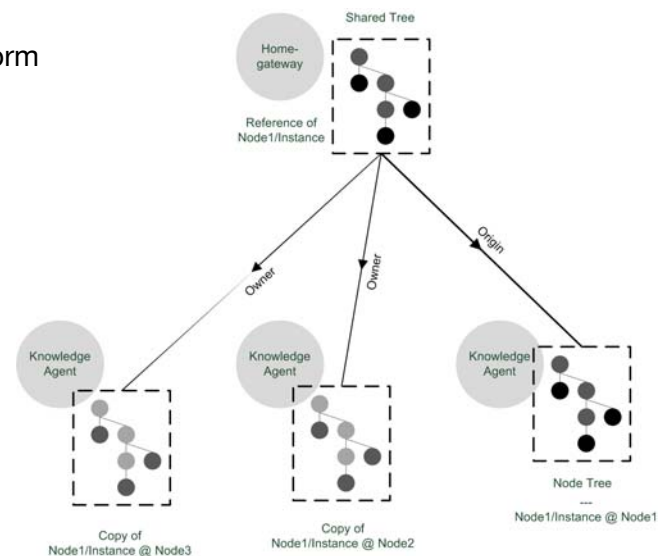 Shared Tree
orm
Home-
gateway
Reference of
Node1/Instance
Owner
Owner
Origin
Knowledge
Agent
Knowledge
Agent
Knowledge
Agent
Copy of
Node1/Instance @ Node3
Copy of
Node1/Instance @ Node2
Node Tree
---
Node1/Instance @ Node1